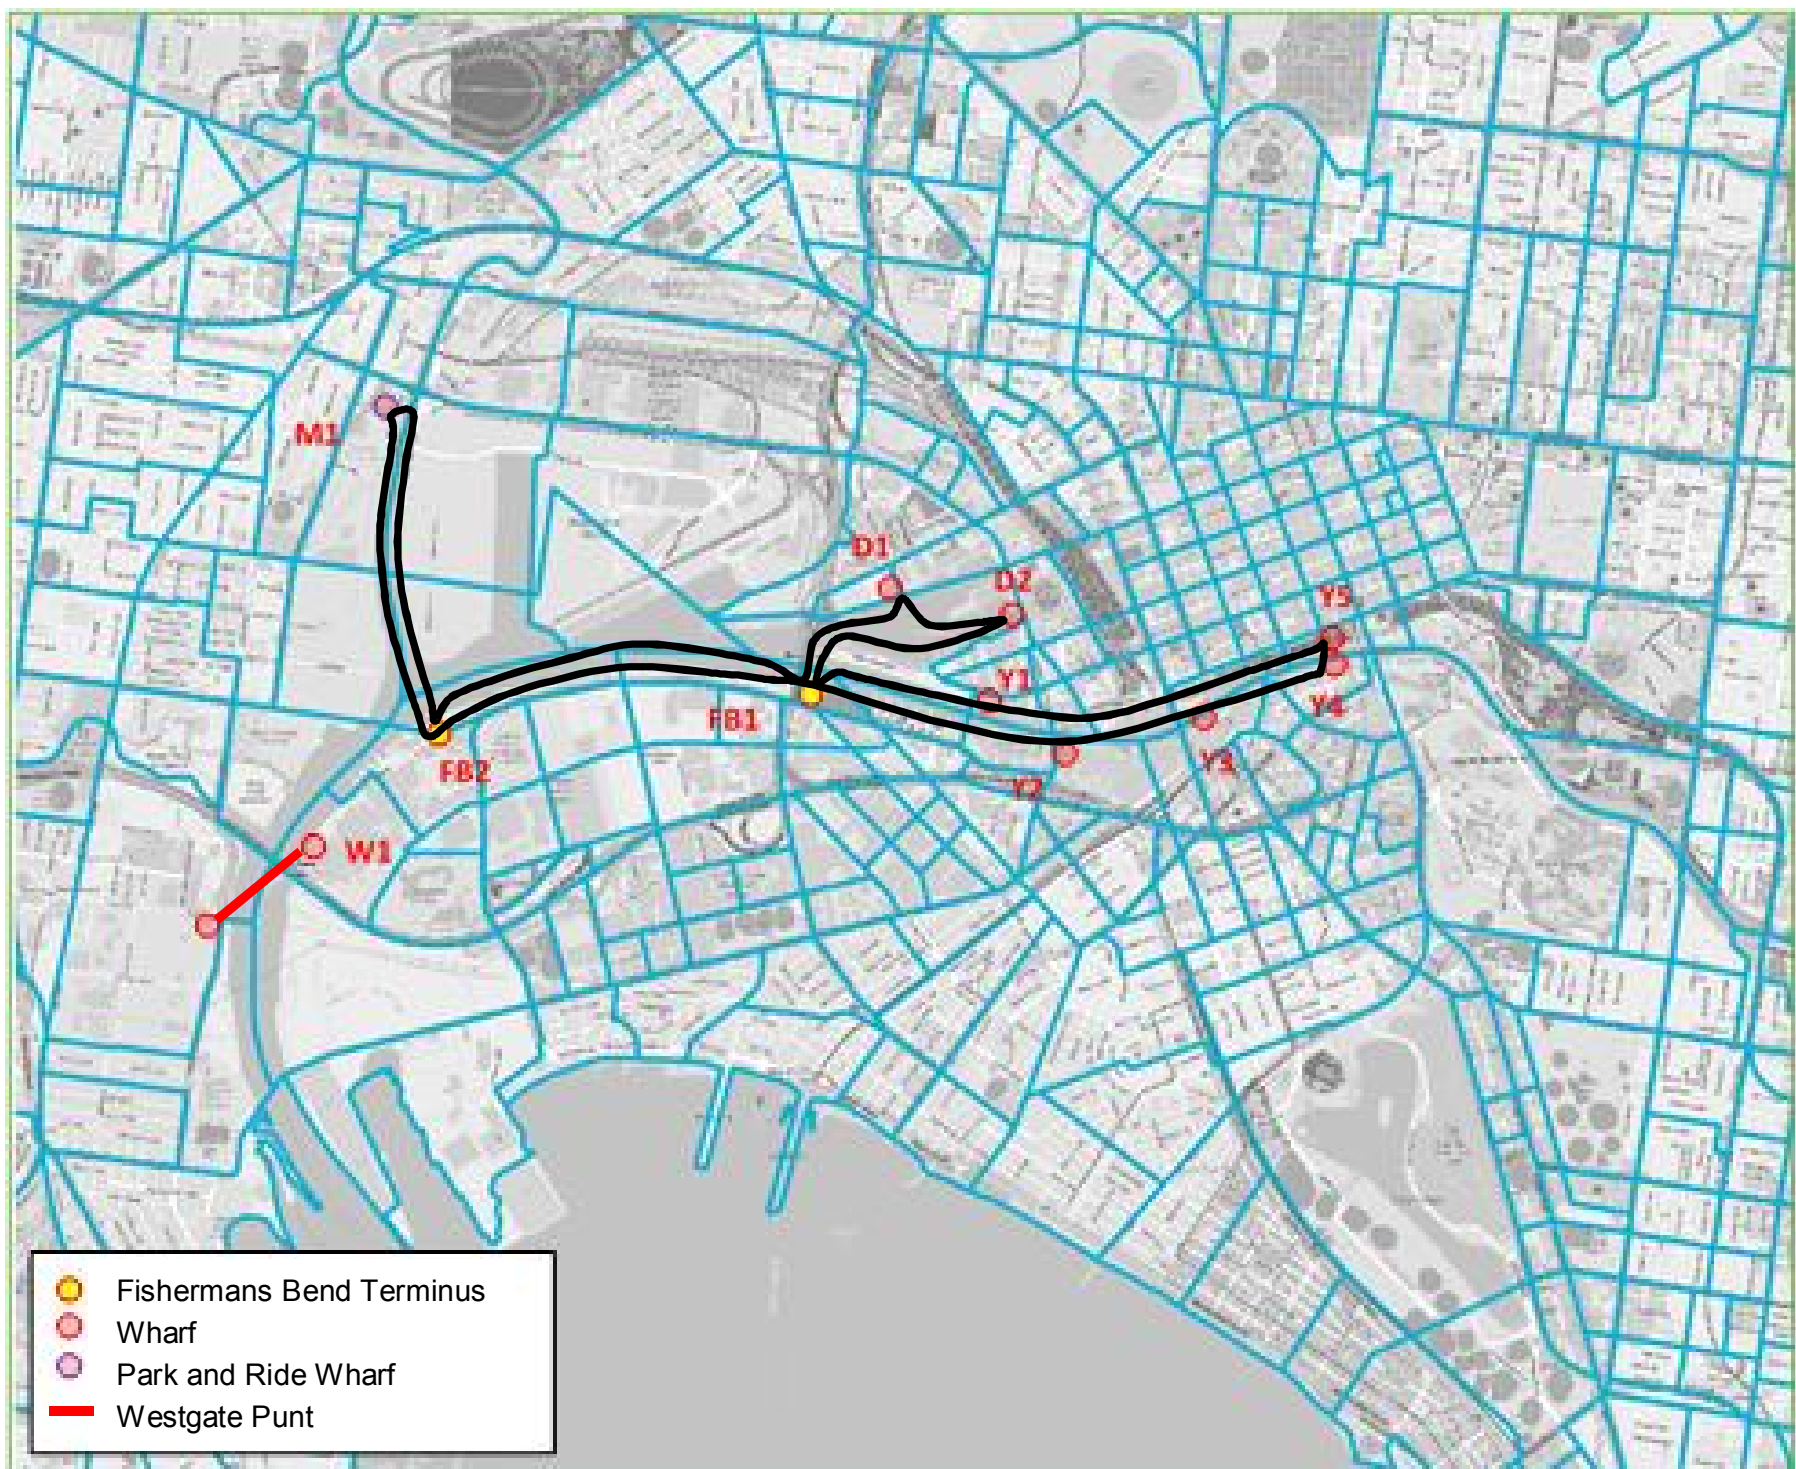 M1
D1
D2
Y5
Y1
Y4
FB1
Y3
FB2
Y2
W1
Fishermans Bend Terminus
Wharf
Park and Ride Wharf
Westgate Punt